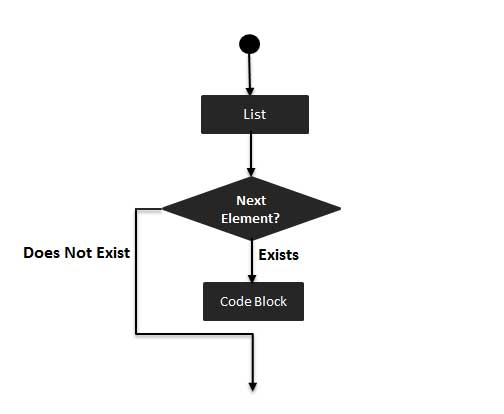 List
Next
Element?
Does Not Exist
Exists
Code Block